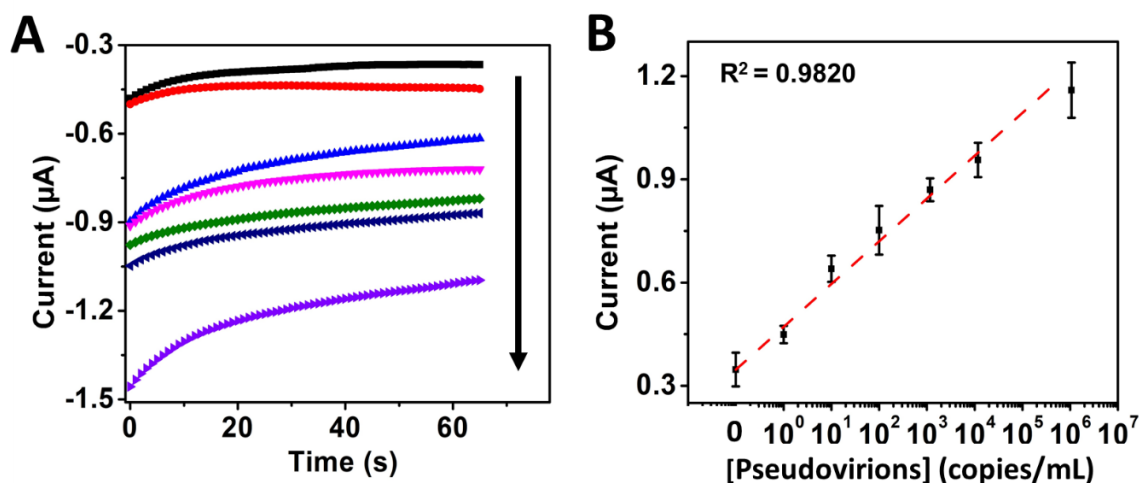 A
-0.3
-0.6
-0.9
-1.2
-1.5
Current (µA)
0 20 40 60
Time (s)
B
R² = 0.9820
1.2
0.9
0.6
0.3
Current (µA)
0 10⁰ 10¹ 10² 10³ 10⁴ 10⁵ 10⁶ 10⁷
[Pseudovirions] (copies/mL)